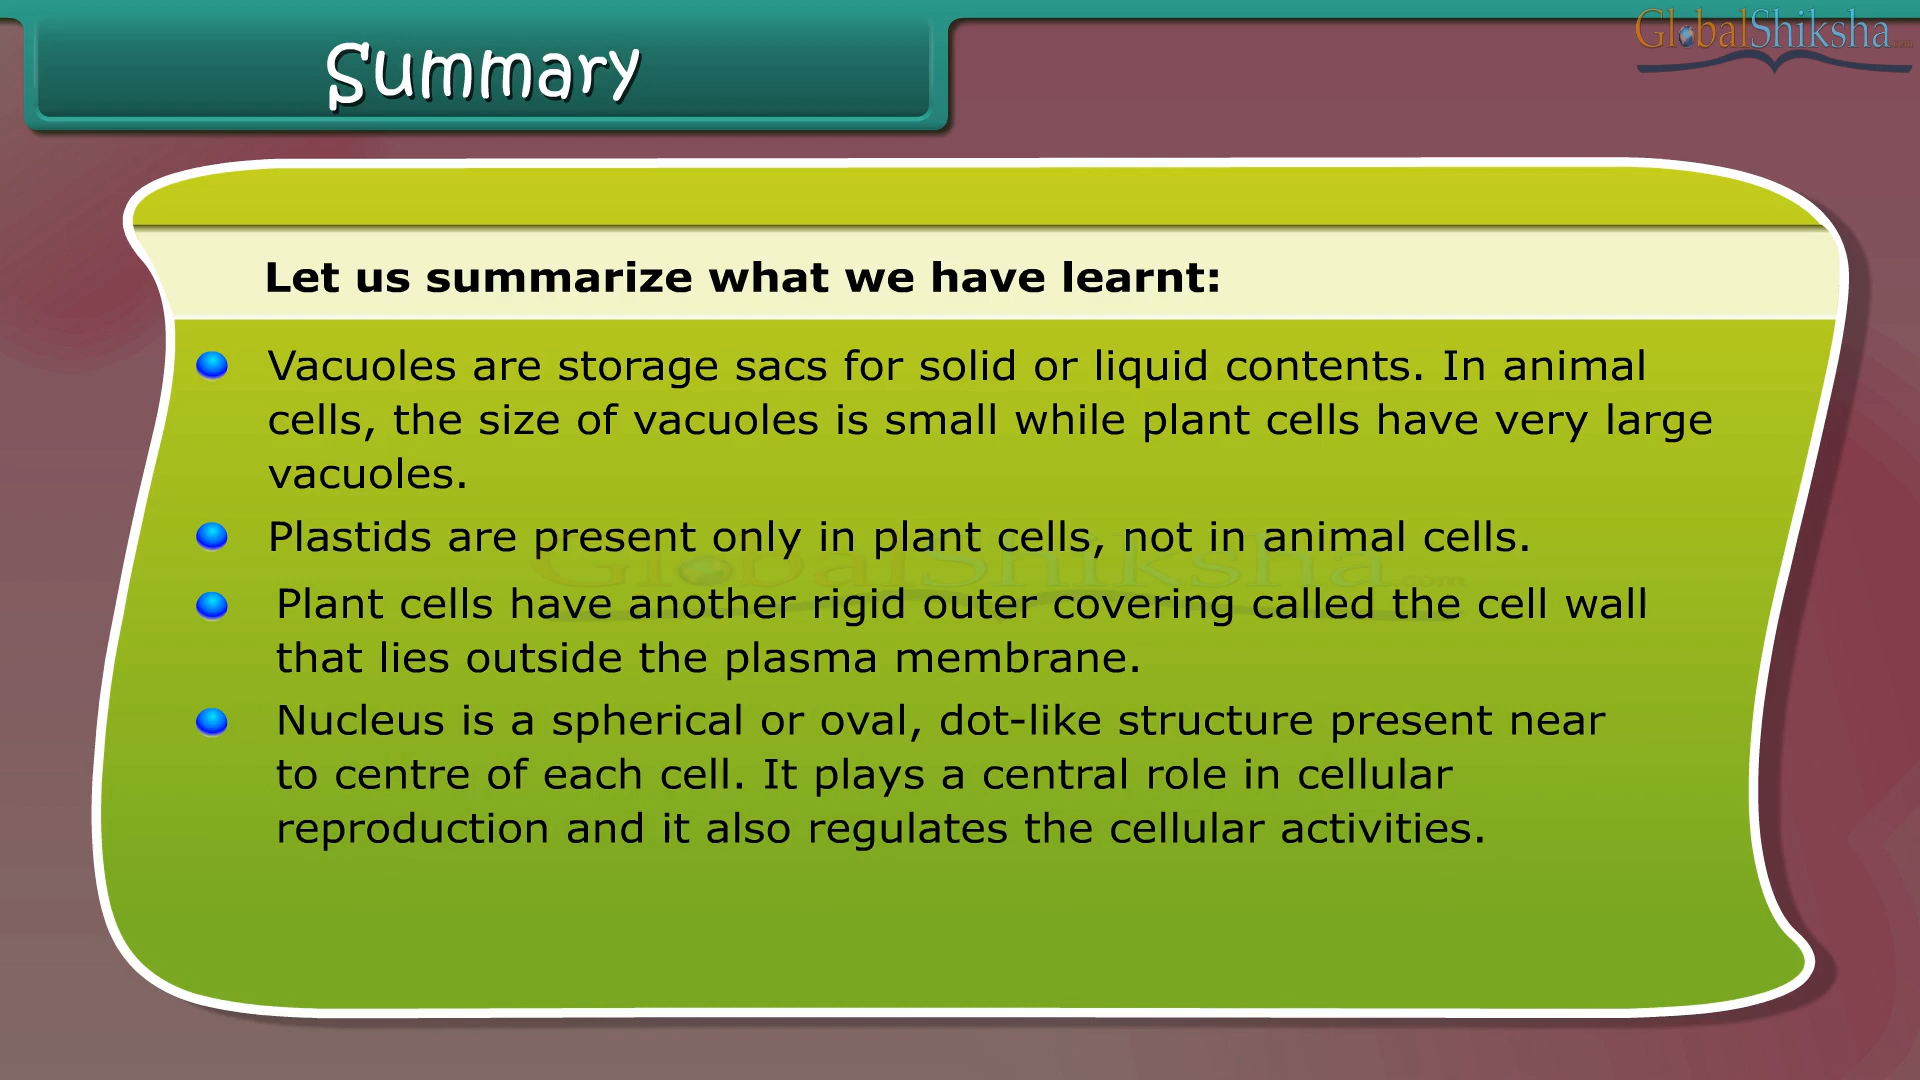 Summary
GlobalShiksha.com
Let us summarize what we have learnt:
Vacuoles are storage sacs for solid or liquid contents. In animal
cells, the size of vacuoles is small while plant cells have very large
vacuoles.
Plastids are present only in plant cells, not in animal cells.
GlobalShiksha.com
Plant cells have another rigid outer covering called the cell wall
that lies outside the plasma membrane.
Nucleus is a spherical or oval, dot-like structure present near
to centre of each cell. It plays a central role in cellular
reproduction and it also regulates the cellular activities.